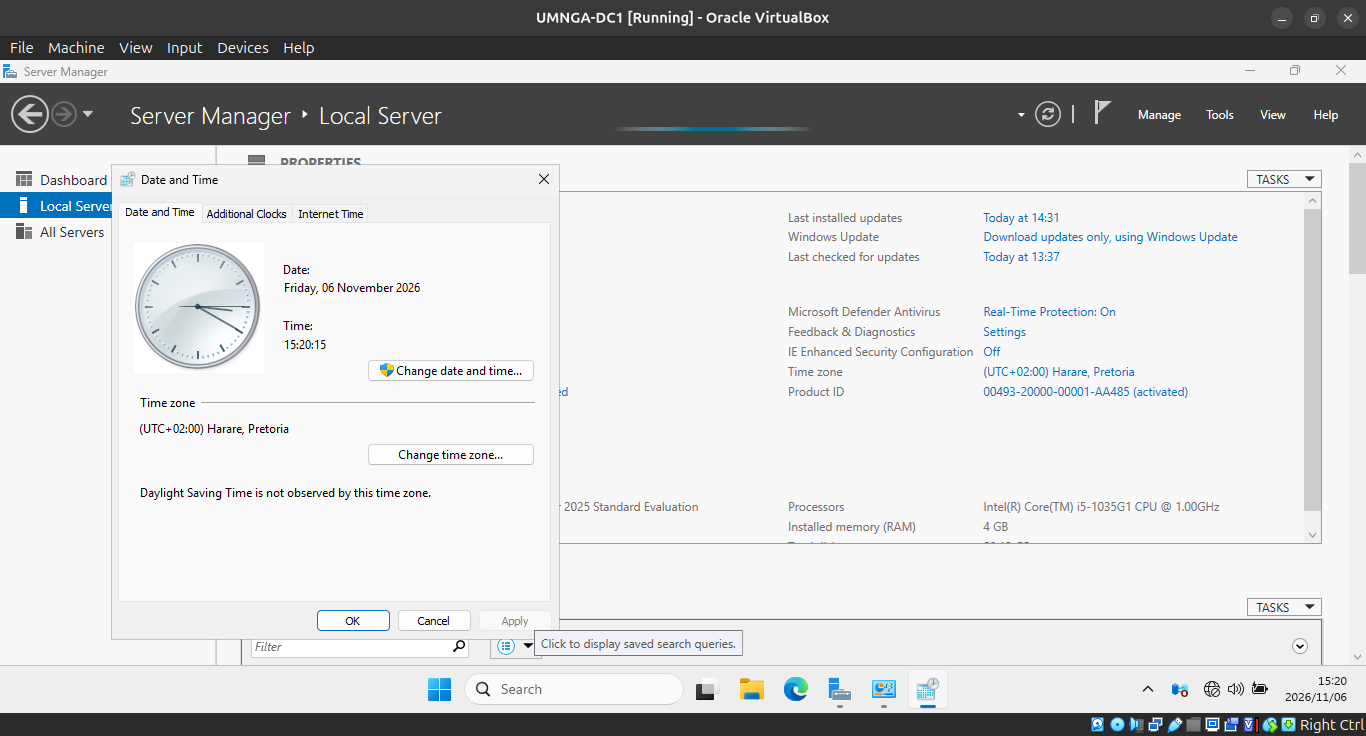 UMNGA-DC1 [Running] - Oracle VirtualBox
File Machine View Input Devices Help
Server Manager
Server Manager Local Server
Manage Tools View Help
Dashboard
Local Server
All Servers
PROPERTIES
TASKS
Date and Time
Date and Time Additional Clocks Internet Time
Date:
Friday, 06 November 2026
Time:
15:20:15
Change date and time...
Time zone
(UTC+02:00) Harare, Pretoria
Change time zone...
Daylight Saving Time is not observed by this time zone.
OK Cancel Apply
Last installed updates Today at 14:31
Windows Update Download updates only, using Windows Update
Last checked for updates Today at 13:37
Microsoft Defender Antivirus Real-Time Protection: On
Feedback & Diagnostics Settings
IE Enhanced Security Configuration Off
Time zone (UTC+02:00) Harare, Pretoria
ed Product ID 00493-20000-00001-AA485 (activated)
2025 Standard Evaluation Processors Intel(R) Core(TM) i5-1035G1 CPU @ 1.00GHz
Installed memory (RAM) 4 GB
TASKS
Filter
Click to display saved search queries.
Search
15:20
2026/11/06
Right Ctrl